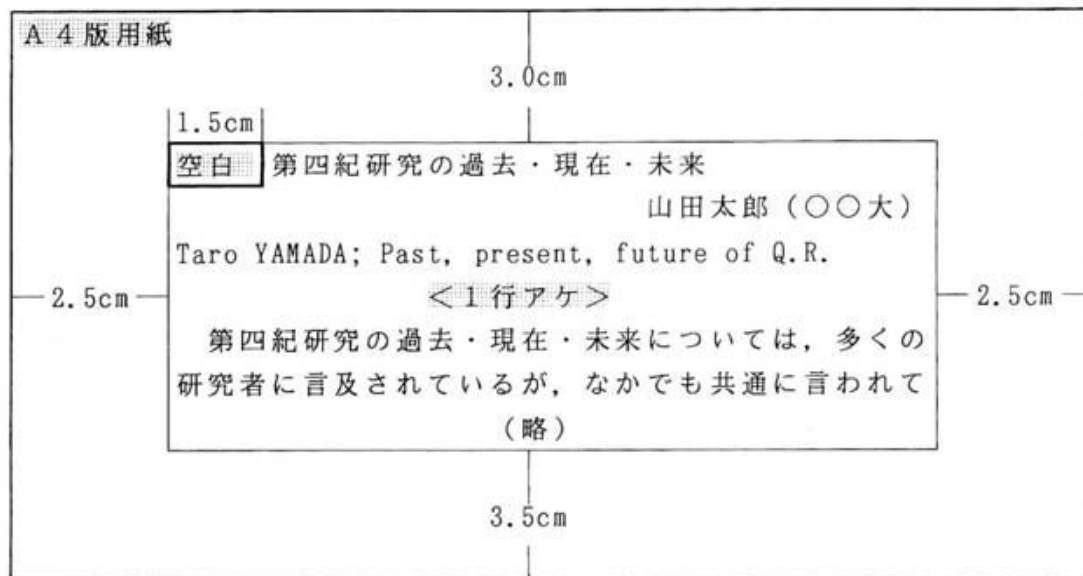 A4版用紙
3.0cm
1.5cm
空白 第四紀研究の過去・現在・未来
山田太郎(○○大)
Taro YAMADA; Past, present, future of Q.R.
<1行アケ>
2.5cm
2.5cm
第四紀研究の過去・現在・未来については，多くの
研究者に言及されているが，なかでも共通に言われて
(略)
3.5cm